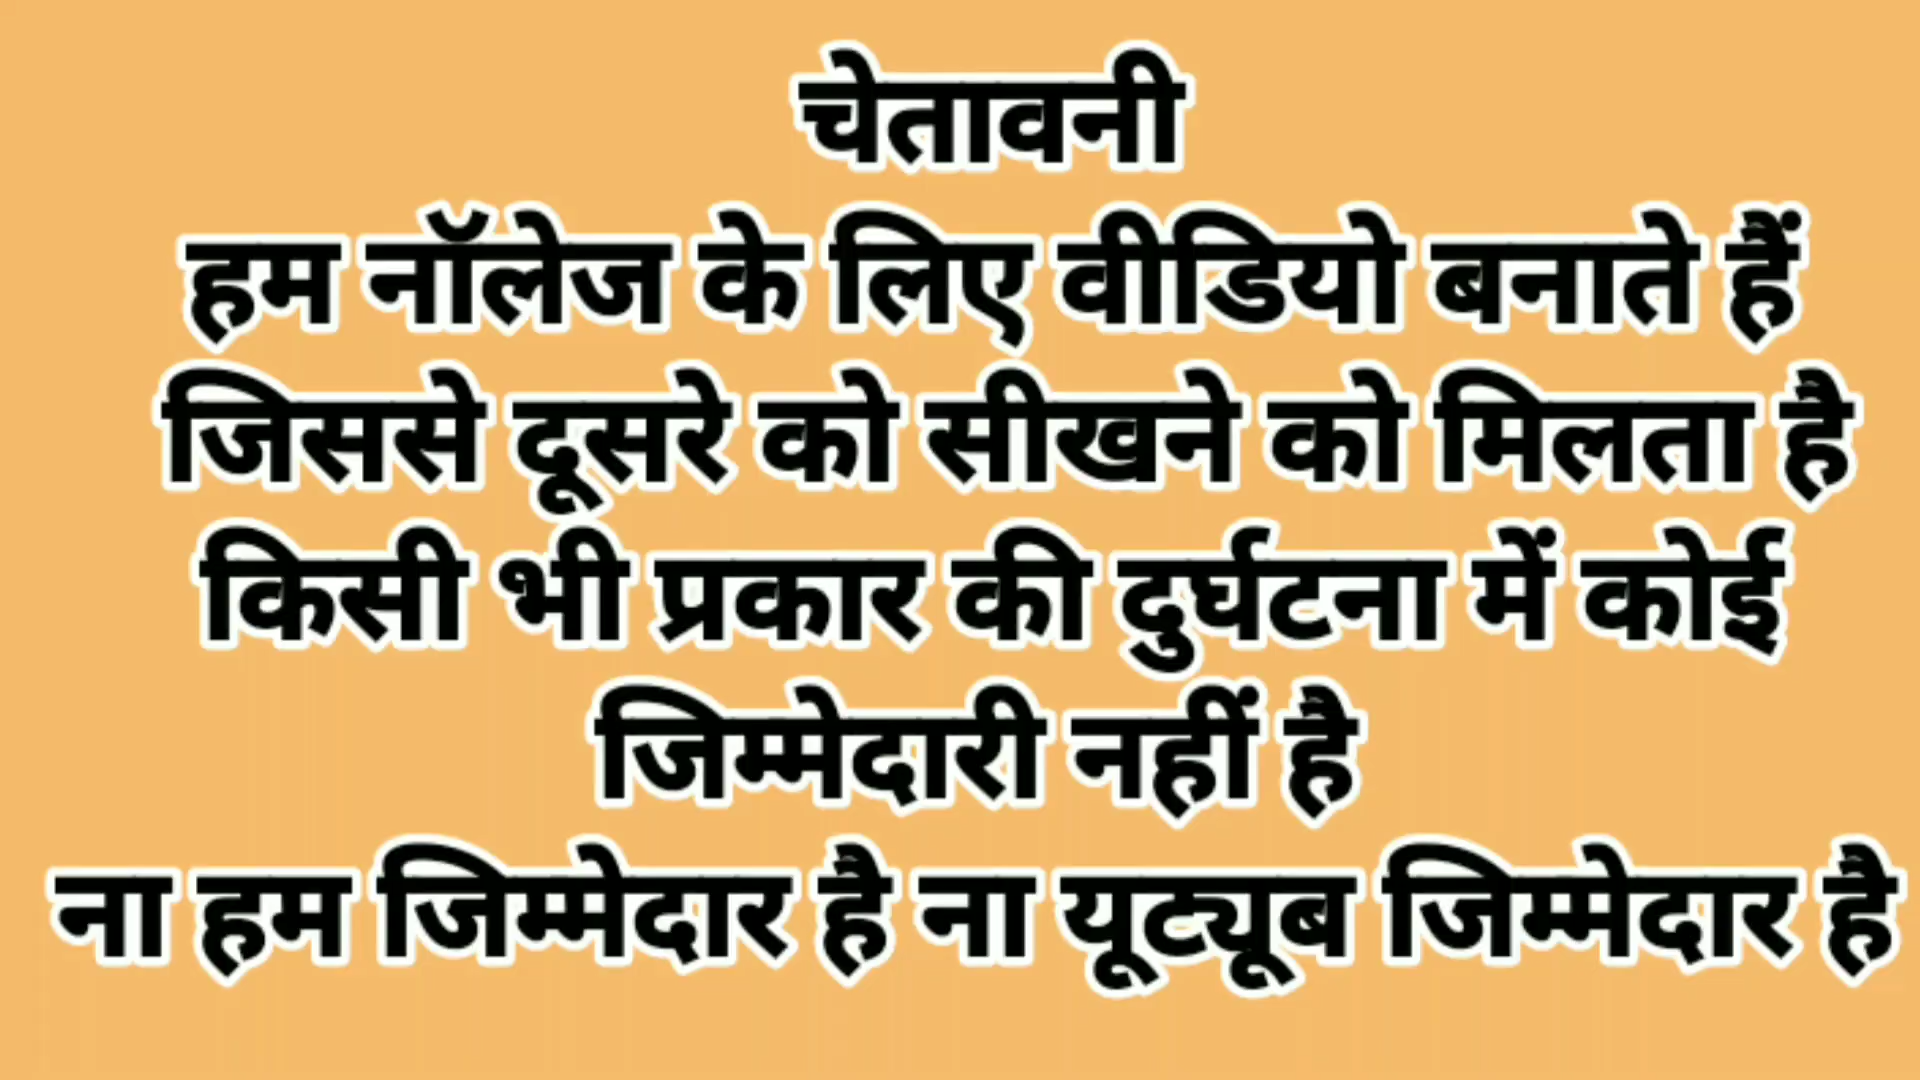 चेतावनी
हम नॉलेज के लिए वीडियो बनाते हैं
जिससे दूसरे को सीखने को मिलता है
किसी भी प्रकार की दुर्घटना में कोई
जिम्मेदारी नहीं है
ना हम जिम्मेदार है ना यूट्यूब जिम्मेदार है